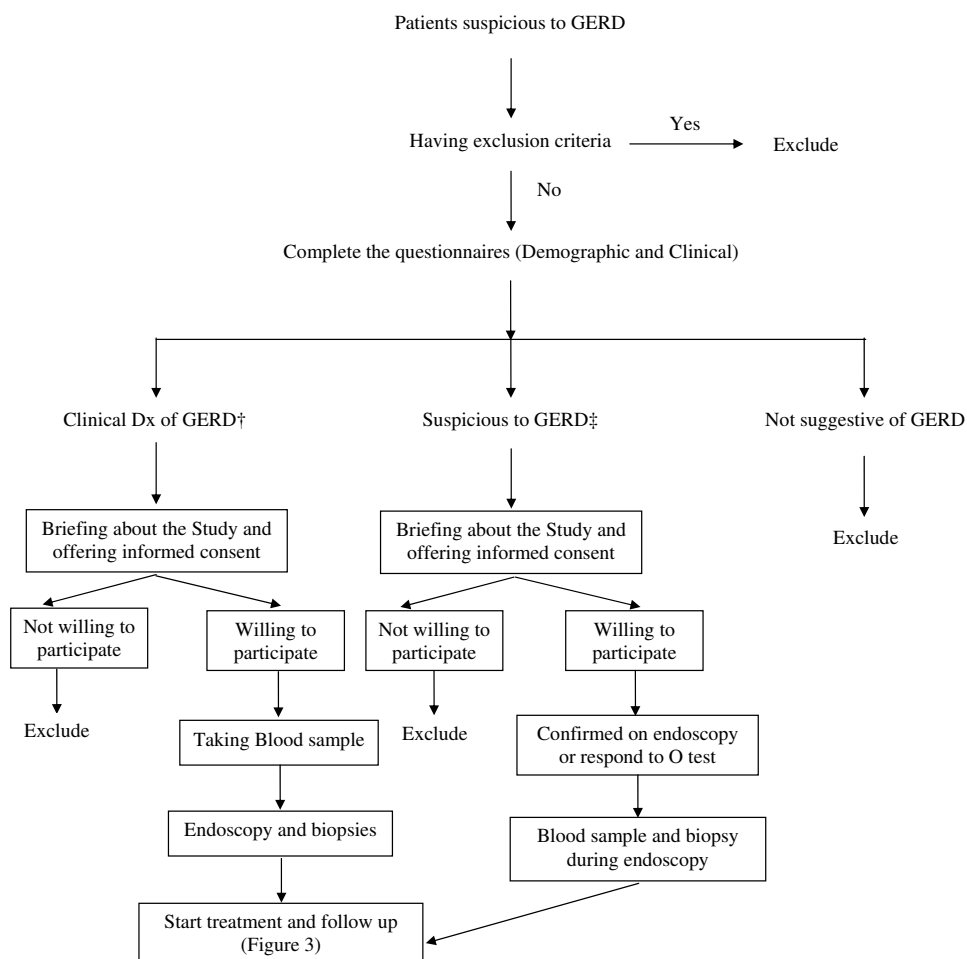 Patients suspicious to GERD
Having exclusion criteria
Yes
Exclude
No
Complete the questionnaires (Demographic and Clinical)
Clinical Dx of GERD†
Suspicious to GERD‡
Not suggestive of GERD
Briefing about the Study and
offering informed consent
Briefing about the Study and
offering informed consent
Exclude
Not willing to
participate
Willing to
participate
Not willing to
participate
Willing to
participate
Exclude
Taking Blood sample
Exclude
Confirmed on endoscopy
or respond to O test
Endoscopy and biopsies
Blood sample and biopsy
during endoscopy
Start treatment and follow up
(Figure 3)